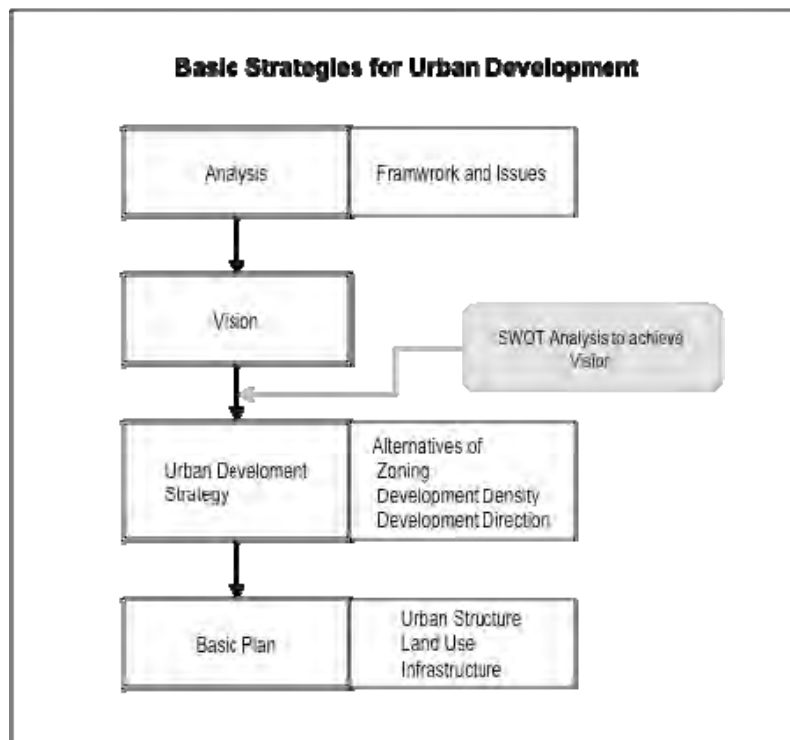 Basic Strategies for Urban Development
Analysis
Framwrork and Issues
Vision
SWOT Analysis to achieve
Vision
Urban Develoment
Strategy
Alternatives of
Zoning
Development Density
Development Direction
Basic Plan
Urban Structure
Land Use
Infrastructure